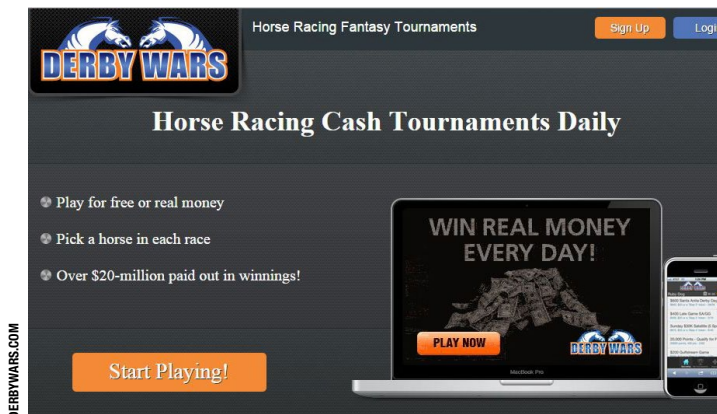 DERBY WARS
Horse Racing Fantasy Tournaments
Sign Up
Horse Racing Cash Tournaments Daily
Play for free or real money
Pick a horse in each race
Over $20-million paid out in winnings!
Start Playing!
WIN REAL MONEY
EVERY DAY!
PLAY NOW
DERBY WARS
MacBook Pro